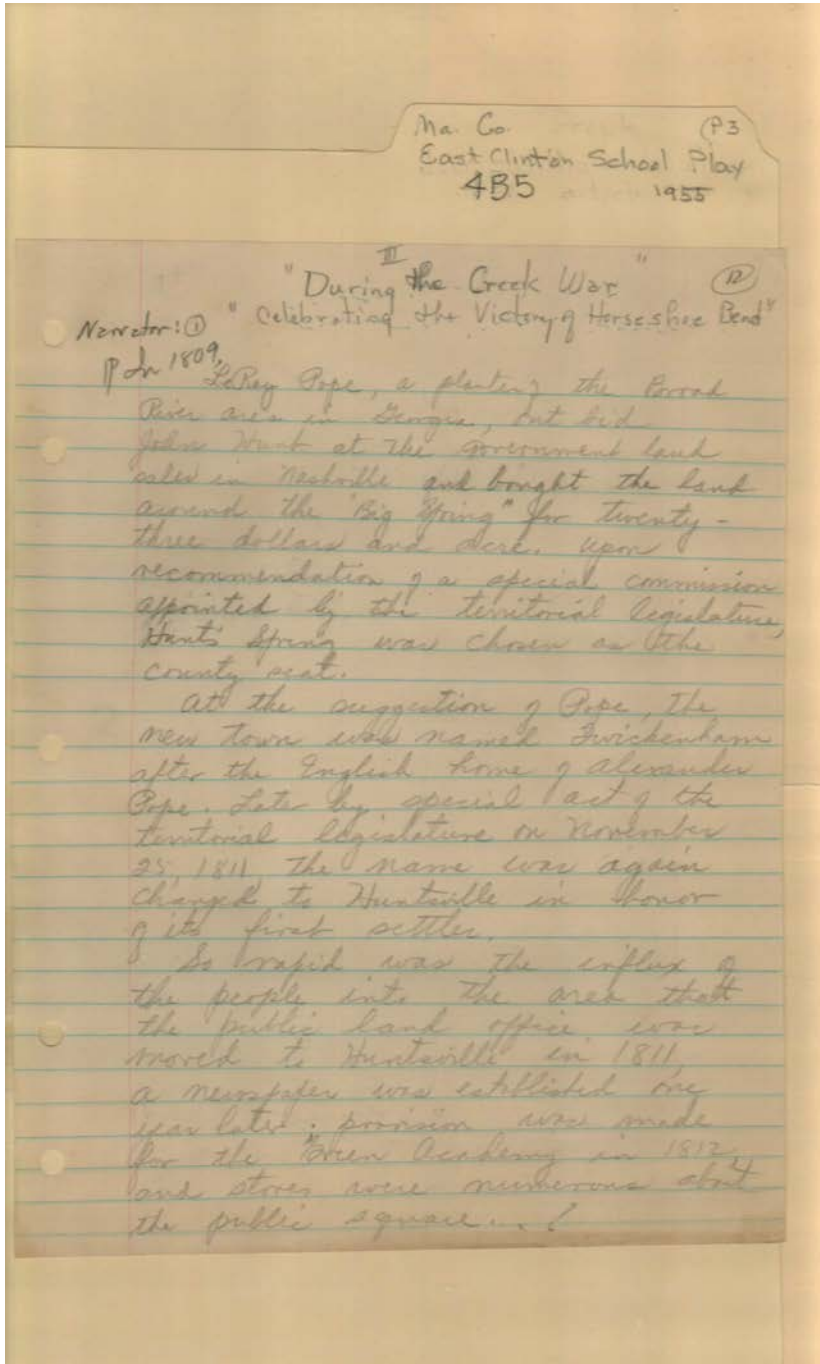 Ma. Co. (P3
East Clinton School Play
4B5 1955
III
"During the Creek War" (12)
Narrator: (1) "Celebrating the Victory of Horseshoe Bend"
In 1809,
LeRoy Pope, a planter, the Broad
River area in Georgia, out bid
John Hunt at the government land
sales in Nashville and bought the land
around the "Big Spring" for twenty-
three dollars and acre. Upon
recommendation of a special commission
appointed by the territorial legislature,
Hunt's Spring was chosen as the
county seat.
At the suggestion of Pope, the
new town was named Twickenham
after the English home of Alexander
Pope. Later by special act of the
territorial legislature on November
25, 1811, the name was again
changed to Huntsville in honor
of its first settler.
So rapid was the influx of
the people into the area that
the public land office was
moved to Huntsville in 1811,
a newspaper was established one
year later; provision was made
for the Green Academy in 1812,
and stores were numerous about
the public square...!